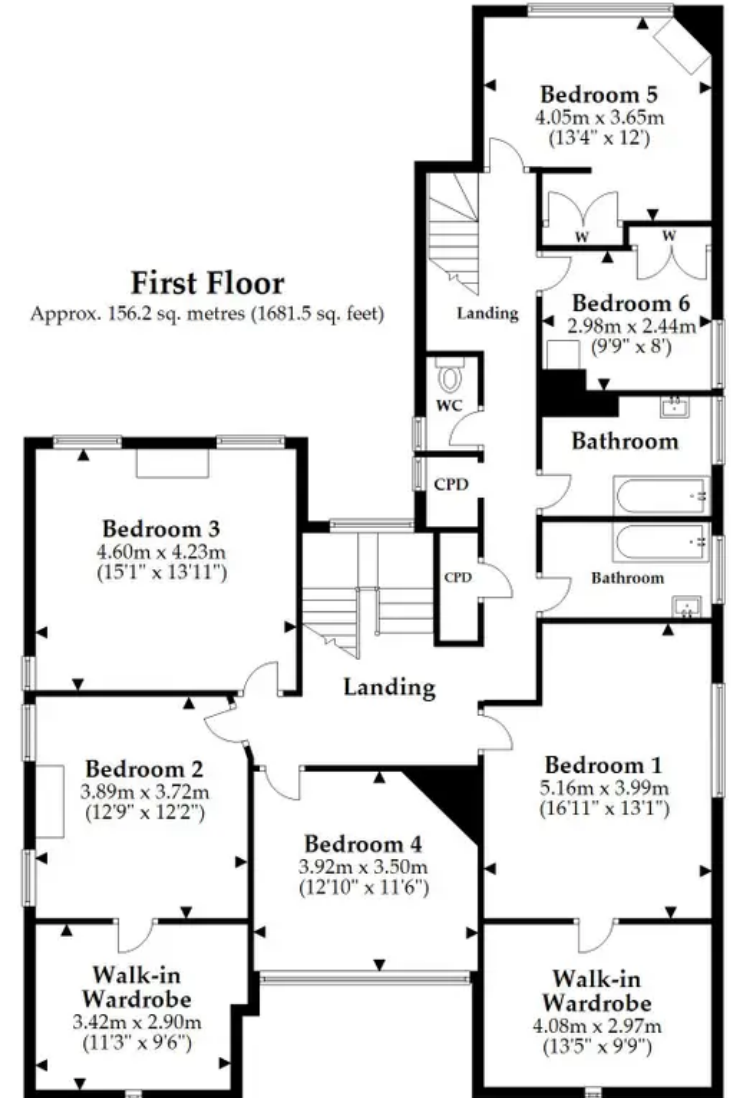 Bedroom 5
4.05m x 3.65m
(13'4" x 12')
W
W
First Floor
Approx. 156.2 sq. metres (1681.5 sq. feet)
Landing
Bedroom 6
2.98m x 2.44m
(9'9" x 8')
WC
Bathroom
CPD
Bedroom 3
4.60m x 4.23m
(15'1" x 13'11")
CPD
Bathroom
Landing
Bedroom 2
3.89m x 3.72m
(12'9" x 12'2")
Bedroom 1
5.16m x 3.99m
(16'11" x 13'1")
Bedroom 4
3.92m x 3.50m
(12'10" x 11'6")
Walk-in
Wardrobe
3.42m x 2.90m
(11'3" x 9'6")
Walk-in
Wardrobe
4.08m x 2.97m
(13'5" x 9'9")